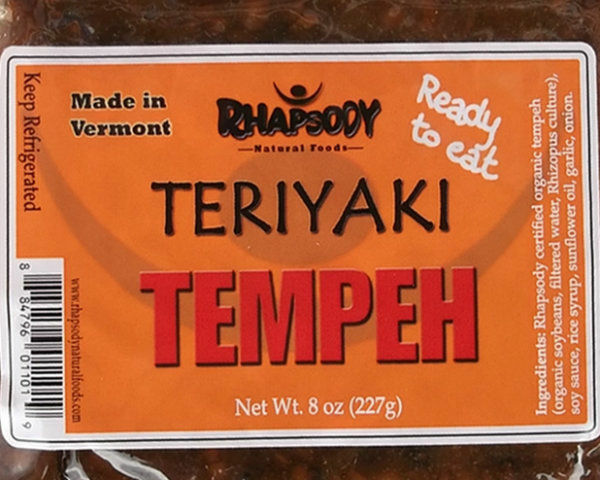 Keep Refrigerated
Made in
Vermont
RHAPSODY
Natural Foods
Ready
to eat
TERIYAKI
TEMPEH
Net Wt. 8 oz (227g)
8 84796 01101 9
www.rhapsodynaturalfoods.com
Ingredients: Rhapsody certified organic tempeh
(organic soybeans, filtered water, Rhizopus culture),
soy sauce, rice syrup, sunflower oil, garlic, onion.